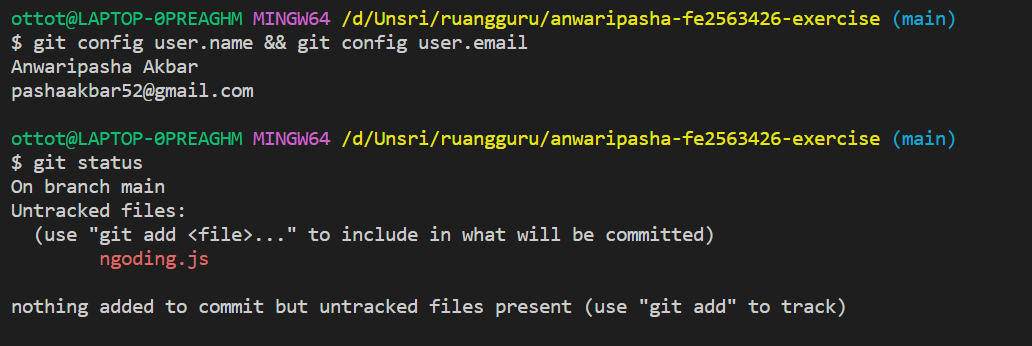 ottot@LAPTOP-0PREAGHM MINGW64 /d/Unsri/ruangguru/anwaripasha-fe2563426-exercise (main)
$ git config user.name && git config user.email
Anwaripasha Akbar
pashaakbar52@gmail.com
ottot@LAPTOP-0PREAGHM MINGW64 /d/Unsri/ruangguru/anwaripasha-fe2563426-exercise (main)
$ git status
On branch main
Untracked files:
  (use "git add <file>..." to include in what will be committed)
        ngoding.js
nothing added to commit but untracked files present (use "git add" to track)